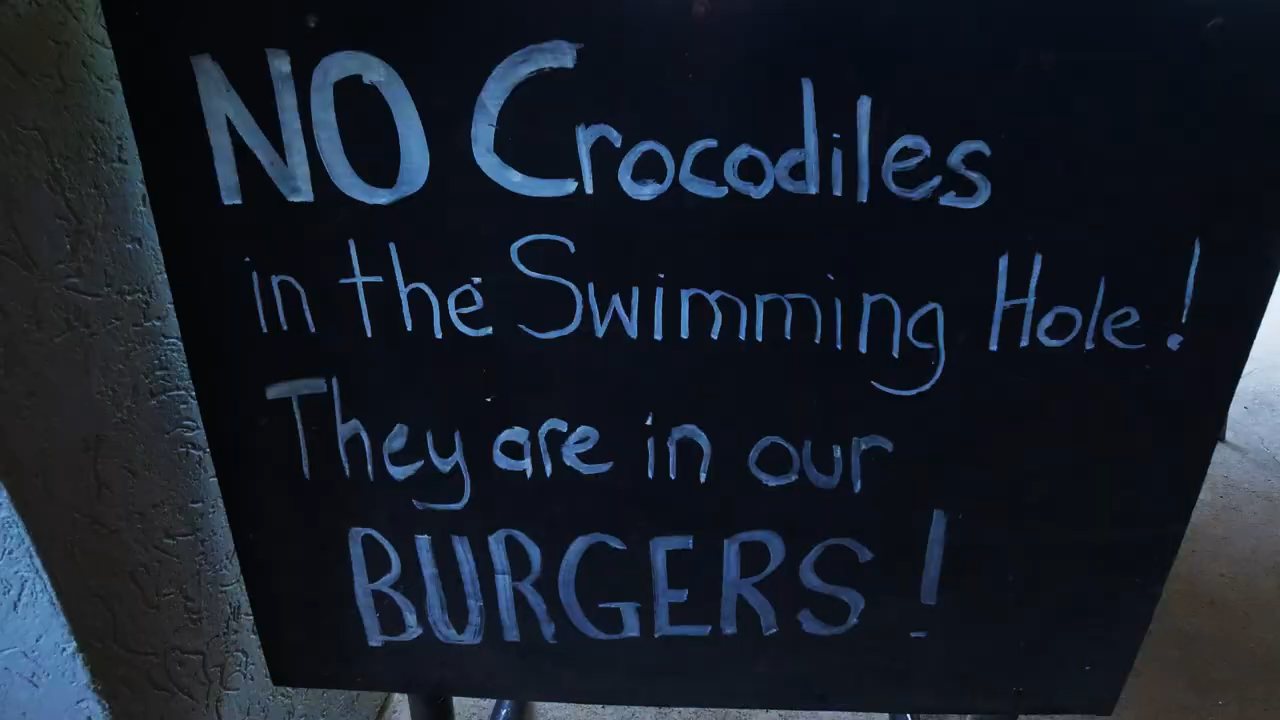 NO Crocodiles
in the Swimming Hole!
They are in our
BURGERS!